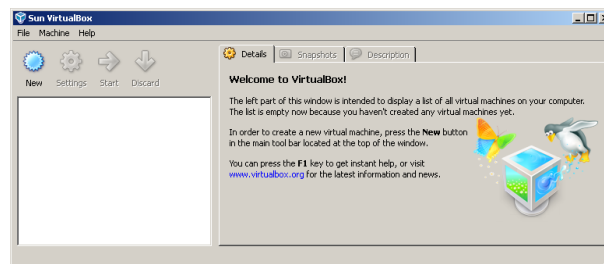 Sun VirtualBox
File Machine Help
New Settings Start Discard
Details Snapshots Description
Welcome to VirtualBox!
The left part of this window is intended to display a list of all virtual machines on your computer.
The list is empty now because you haven't created any virtual machines yet.
In order to create a new virtual machine, press the New button
in the main tool bar located at the top of the window.
You can press the F1 key to get instant help, or visit
www.virtualbox.org for the latest information and news.